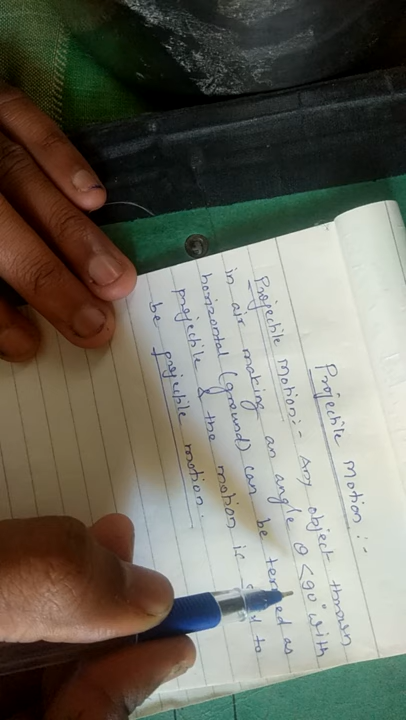 Projectile Motion :-
Projectile Motion:- Any object thrown
in air making an angle θ<90° with
horizontal (ground) can be termed as
projectile & the motion is to
be projectile motion.